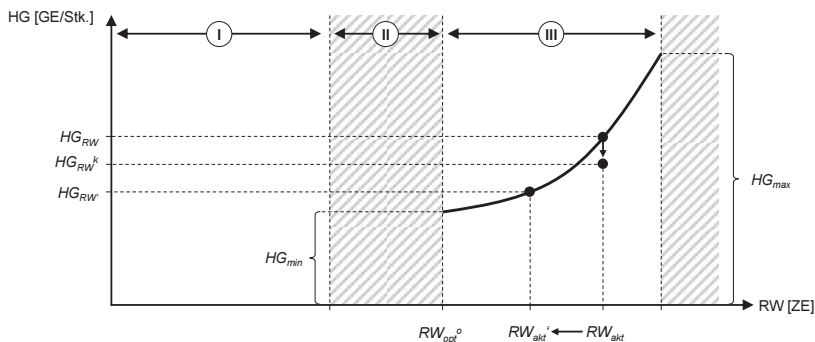 HG [GE/Stk.]
I
II
III
HG_RW
HG_RW^k
HG_RW'
HG_min
HG_max
RW [ZE]
RW_opt^o
RW_akt' RW_akt